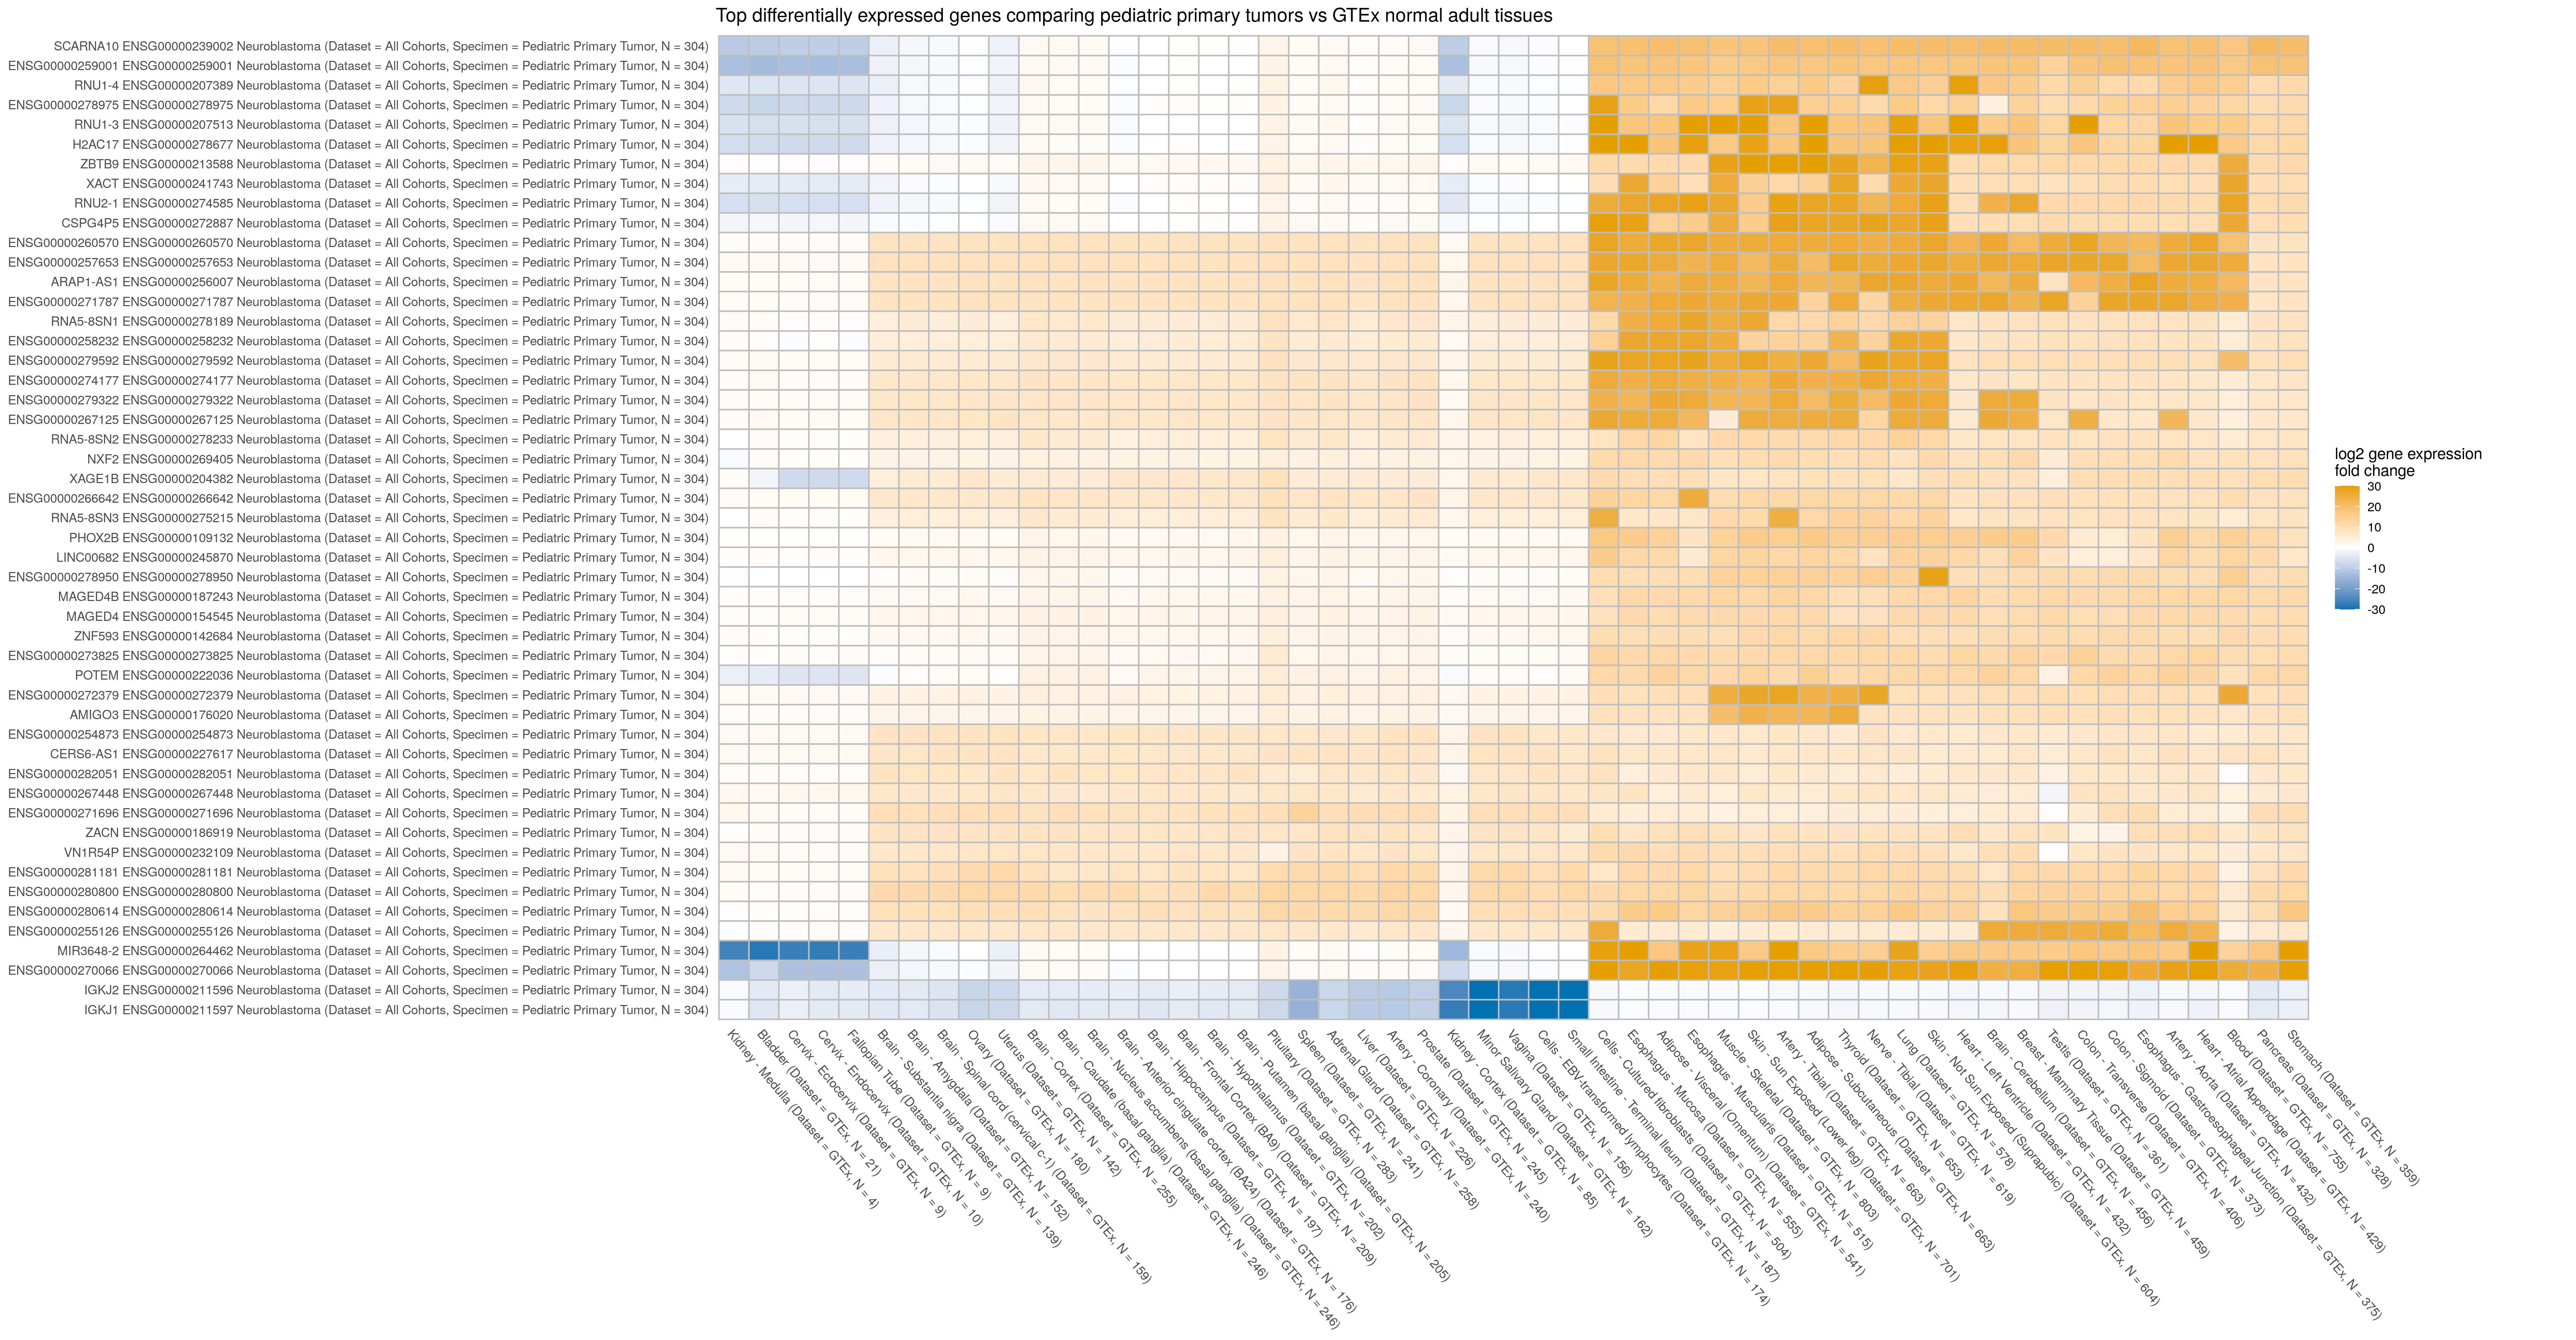 Top differentially expressed genes comparing pediatric primary tumors vs GTEx normal adult tissues
SCARNA10 ENSG00000239002 Neuroblastoma (Dataset = All Cohorts, Specimen = Pediatric Primary Tumor, N = 304)
ENSG00000259001 ENSG00000259001 Neuroblastoma (Dataset = All Cohorts, Specimen = Pediatric Primary Tumor, N = 304)
RNU1-4 ENSG00000207389 Neuroblastoma (Dataset = All Cohorts, Specimen = Pediatric Primary Tumor, N = 304)
ENSG00000278975 ENSG00000278975 Neuroblastoma (Dataset = All Cohorts, Specimen = Pediatric Primary Tumor, N = 304)
RNU1-3 ENSG00000207513 Neuroblastoma (Dataset = All Cohorts, Specimen = Pediatric Primary Tumor, N = 304)
H2AC17 ENSG00000278677 Neuroblastoma (Dataset = All Cohorts, Specimen = Pediatric Primary Tumor, N = 304)
ZBTB9 ENSG00000213588 Neuroblastoma (Dataset = All Cohorts, Specimen = Pediatric Primary Tumor, N = 304)
XACT ENSG00000241743 Neuroblastoma (Dataset = All Cohorts, Specimen = Pediatric Primary Tumor, N = 304)
RNU2-1 ENSG00000274585 Neuroblastoma (Dataset = All Cohorts, Specimen = Pediatric Primary Tumor, N = 304)
CSPG4P5 ENSG00000272887 Neuroblastoma (Dataset = All Cohorts, Specimen = Pediatric Primary Tumor, N = 304)
ENSG00000260570 ENSG00000260570 Neuroblastoma (Dataset = All Cohorts, Specimen = Pediatric Primary Tumor, N = 304)
ENSG00000257653 ENSG00000257653 Neuroblastoma (Dataset = All Cohorts, Specimen = Pediatric Primary Tumor, N = 304)
ARAP1-AS1 ENSG00000256007 Neuroblastoma (Dataset = All Cohorts, Specimen = Pediatric Primary Tumor, N = 304)
ENSG00000271787 ENSG00000271787 Neuroblastoma (Dataset = All Cohorts, Specimen = Pediatric Primary Tumor, N = 304)
RNA5-8SN1 ENSG00000278189 Neuroblastoma (Dataset = All Cohorts, Specimen = Pediatric Primary Tumor, N = 304)
ENSG00000258232 ENSG00000258232 Neuroblastoma (Dataset = All Cohorts, Specimen = Pediatric Primary Tumor, N = 304)
ENSG00000279592 ENSG00000279592 Neuroblastoma (Dataset = All Cohorts, Specimen = Pediatric Primary Tumor, N = 304)
ENSG00000274177 ENSG00000274177 Neuroblastoma (Dataset = All Cohorts, Specimen = Pediatric Primary Tumor, N = 304)
ENSG00000279322 ENSG00000279322 Neuroblastoma (Dataset = All Cohorts, Specimen = Pediatric Primary Tumor, N = 304)
ENSG00000267125 ENSG00000267125 Neuroblastoma (Dataset = All Cohorts, Specimen = Pediatric Primary Tumor, N = 304)
RNA5-8SN2 ENSG00000278233 Neuroblastoma (Dataset = All Cohorts, Specimen = Pediatric Primary Tumor, N = 304)
NXF2 ENSG00000269405 Neuroblastoma (Dataset = All Cohorts, Specimen = Pediatric Primary Tumor, N = 304)
XAGE1B ENSG00000204382 Neuroblastoma (Dataset = All Cohorts, Specimen = Pediatric Primary Tumor, N = 304)
ENSG00000266642 ENSG00000266642 Neuroblastoma (Dataset = All Cohorts, Specimen = Pediatric Primary Tumor, N = 304)
RNA5-8SN3 ENSG00000275215 Neuroblastoma (Dataset = All Cohorts, Specimen = Pediatric Primary Tumor, N = 304)
PHOX2B ENSG00000109132 Neuroblastoma (Dataset = All Cohorts, Specimen = Pediatric Primary Tumor, N = 304)
LINC00682 ENSG00000245870 Neuroblastoma (Dataset = All Cohorts, Specimen = Pediatric Primary Tumor, N = 304)
ENSG00000278950 ENSG00000278950 Neuroblastoma (Dataset = All Cohorts, Specimen = Pediatric Primary Tumor, N = 304)
MAGED4B ENSG00000187243 Neuroblastoma (Dataset = All Cohorts, Specimen = Pediatric Primary Tumor, N = 304)
MAGED4 ENSG00000154545 Neuroblastoma (Dataset = All Cohorts, Specimen = Pediatric Primary Tumor, N = 304)
ZNF593 ENSG00000142684 Neuroblastoma (Dataset = All Cohorts, Specimen = Pediatric Primary Tumor, N = 304)
ENSG00000273825 ENSG00000273825 Neuroblastoma (Dataset = All Cohorts, Specimen = Pediatric Primary Tumor, N = 304)
POTEM ENSG00000222036 Neuroblastoma (Dataset = All Cohorts, Specimen = Pediatric Primary Tumor, N = 304)
ENSG00000272379 ENSG00000272379 Neuroblastoma (Dataset = All Cohorts, Specimen = Pediatric Primary Tumor, N = 304)
AMIGO3 ENSG00000176020 Neuroblastoma (Dataset = All Cohorts, Specimen = Pediatric Primary Tumor, N = 304)
ENSG00000254873 ENSG00000254873 Neuroblastoma (Dataset = All Cohorts, Specimen = Pediatric Primary Tumor, N = 304)
CERS6-AS1 ENSG00000227617 Neuroblastoma (Dataset = All Cohorts, Specimen = Pediatric Primary Tumor, N = 304)
ENSG00000282051 ENSG00000282051 Neuroblastoma (Dataset = All Cohorts, Specimen = Pediatric Primary Tumor, N = 304)
ENSG00000267448 ENSG00000267448 Neuroblastoma (Dataset = All Cohorts, Specimen = Pediatric Primary Tumor, N = 304)
ENSG00000271696 ENSG00000271696 Neuroblastoma (Dataset = All Cohorts, Specimen = Pediatric Primary Tumor, N = 304)
ZACN ENSG00000186919 Neuroblastoma (Dataset = All Cohorts, Specimen = Pediatric Primary Tumor, N = 304)
VN1R54P ENSG00000232109 Neuroblastoma (Dataset = All Cohorts, Specimen = Pediatric Primary Tumor, N = 304)
ENSG00000281181 ENSG00000281181 Neuroblastoma (Dataset = All Cohorts, Specimen = Pediatric Primary Tumor, N = 304)
ENSG00000280800 ENSG00000280800 Neuroblastoma (Dataset = All Cohorts, Specimen = Pediatric Primary Tumor, N = 304)
ENSG00000280614 ENSG00000280614 Neuroblastoma (Dataset = All Cohorts, Specimen = Pediatric Primary Tumor, N = 304)
ENSG00000255126 ENSG00000255126 Neuroblastoma (Dataset = All Cohorts, Specimen = Pediatric Primary Tumor, N = 304)
MIR3648-2 ENSG00000264462 Neuroblastoma (Dataset = All Cohorts, Specimen = Pediatric Primary Tumor, N = 304)
ENSG00000270066 ENSG00000270066 Neuroblastoma (Dataset = All Cohorts, Specimen = Pediatric Primary Tumor, N = 304)
IGKJ2 ENSG00000211596 Neuroblastoma (Dataset = All Cohorts, Specimen = Pediatric Primary Tumor, N = 304)
IGKJ1 ENSG00000211597 Neuroblastoma (Dataset = All Cohorts, Specimen = Pediatric Primary Tumor, N = 304)
Kidney - Medulla (Dataset = GTEx, N = 4)
Bladder (Dataset = GTEx, N = 21)
Cervix - Ectocervix (Dataset = GTEx, N = 9)
Cervix - Endocervix (Dataset = GTEx, N = 10)
Fallopian Tube (Dataset = GTEx, N = 9)
Brain - Substantia nigra (Dataset = GTEx, N = 139)
Brain - Amygdala (Dataset = GTEx, N = 152)
Brain - Spinal cord (cervical c-1) (Dataset = GTEx, N = 159)
Ovary (Dataset = GTEx, N = 180)
Uterus (Dataset = GTEx, N = 142)
Brain - Cortex (Dataset = GTEx, N = 255)
Brain - Caudate (basal ganglia) (Dataset = GTEx, N = 246)
Brain - Nucleus accumbens (basal ganglia) (Dataset = GTEx, N = 246)
Brain - Anterior cingulate cortex (BA24) (Dataset = GTEx, N = 176)
Brain - Hippocampus (Dataset = GTEx, N = 197)
Brain - Frontal Cortex (BA9) (Dataset = GTEx, N = 209)
Brain - Hypothalamus (Dataset = GTEx, N = 202)
Brain - Putamen (basal ganglia) (Dataset = GTEx, N = 205)
Pituitary (Dataset = GTEx, N = 283)
Spleen (Dataset = GTEx, N = 241)
Adrenal Gland (Dataset = GTEx, N = 258)
Liver (Dataset = GTEx, N = 226)
Artery - Coronary (Dataset = GTEx, N = 240)
Prostate (Dataset = GTEx, N = 245)
Kidney - Cortex (Dataset = GTEx, N = 85)
Minor Salivary Gland (Dataset = GTEx, N = 162)
Vagina (Dataset = GTEx, N = 156)
Cells - EBV-transformed lymphocytes (Dataset = GTEx, N = 174)
Small Intestine - Terminal Ileum (Dataset = GTEx, N = 187)
Cells - Cultured fibroblasts (Dataset = GTEx, N = 504)
Esophagus - Mucosa (Dataset = GTEx, N = 555)
Adipose - Visceral (Omentum) (Dataset = GTEx, N = 541)
Esophagus - Muscularis (Dataset = GTEx, N = 515)
Muscle - Skeletal (Dataset = GTEx, N = 803)
Skin - Sun Exposed (Lower leg) (Dataset = GTEx, N = 701)
Artery - Tibial (Dataset = GTEx, N = 663)
Adipose - Subcutaneous (Dataset = GTEx, N = 663)
Thyroid (Dataset = GTEx, N = 653)
Nerve - Tibial (Dataset = GTEx, N = 619)
Lung (Dataset = GTEx, N = 578)
Skin - Not Sun Exposed (Suprapubic) (Dataset = GTEx, N = 604)
Heart - Left Ventricle (Dataset = GTEx, N = 432)
Brain - Cerebellum (Dataset = GTEx, N = 456)
Breast - Mammary Tissue (Dataset = GTEx, N = 459)
Testis (Dataset = GTEx, N = 361)
Colon - Transverse (Dataset = GTEx, N = 406)
Colon - Sigmoid (Dataset = GTEx, N = 373)
Esophagus - Gastroesophageal Junction (Dataset = GTEx, N = 375)
Artery - Aorta (Dataset = GTEx, N = 432)
Heart - Atrial Appendage (Dataset = GTEx, N = 429)
Blood (Dataset = GTEx, N = 755)
Pancreas (Dataset = GTEx, N = 328)
Stomach (Dataset = GTEx, N = 359)
log2 gene expression
fold change
30
20
10
0
-10
-20
-30